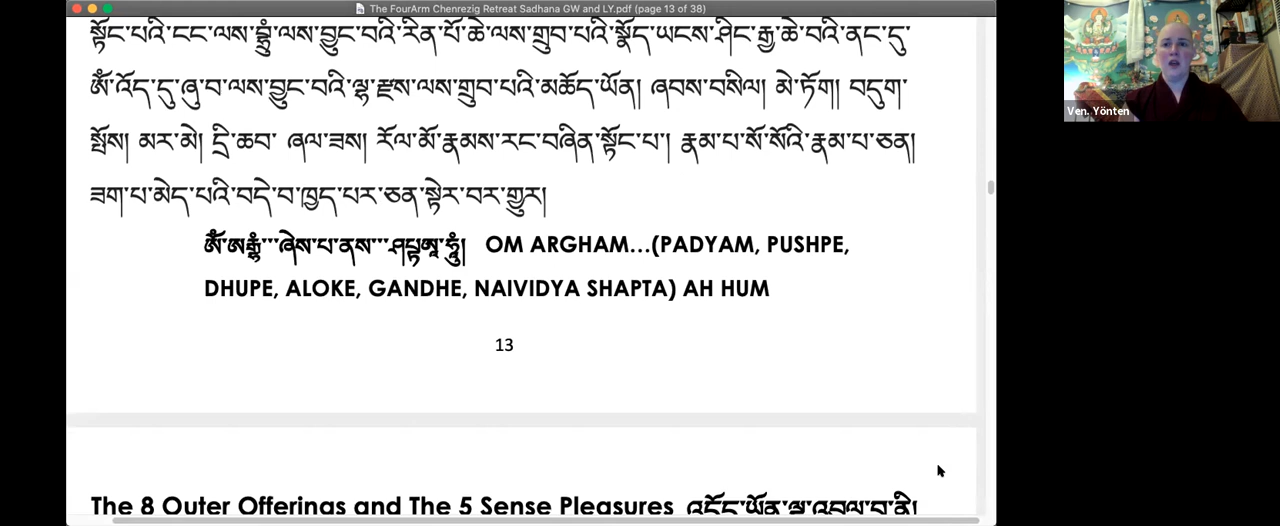 The FourArm Chenrezig Retreat Sadhana GW and LY.pdf (page 13 of 38)
སྟོང་པའི་ངང་ལས་བྷྲཱུྃ་ལས་བྱུང་བའི་རིན་པོ་ཆེ་ལས་གྲུབ་པའི་སྣོད་ཡངས་ཤིང་རྒྱ་ཆེ་བའི་ནང་དུ་
ཨོཾ་འོད་དུ་ཞུ་བ་ལས་བྱུང་བའི་ལྷ་རྫས་ལས་གྲུབ་པའི་མཆོད་ཡོན། ཞབས་བསིལ། མེ་ཏོག། བདུག་
སྤོས། མར་མེ། དྲི་ཆབ་ ཞལ་ཟས། རོལ་མོ་རྣམས་རང་བཞིན་སྟོང་པ་། རྣམ་པ་སོ་སོའི་རྣམ་པ་ཅན།
ཟག་པ་མེད་པའི་བདེ་བ་ཁྱད་པར་ཅན་སྟེར་བར་གྱུར།
ཞེས་པ་ནས OM ARGHAM…(PADYAM, PUSHPE,
DHUPE, ALOKE, GANDHE, NAIVIDYA SHAPTA) AH HUM
13
The 8 Outer Offerings and The 5 Sense Pleasures
Ven. Yönten